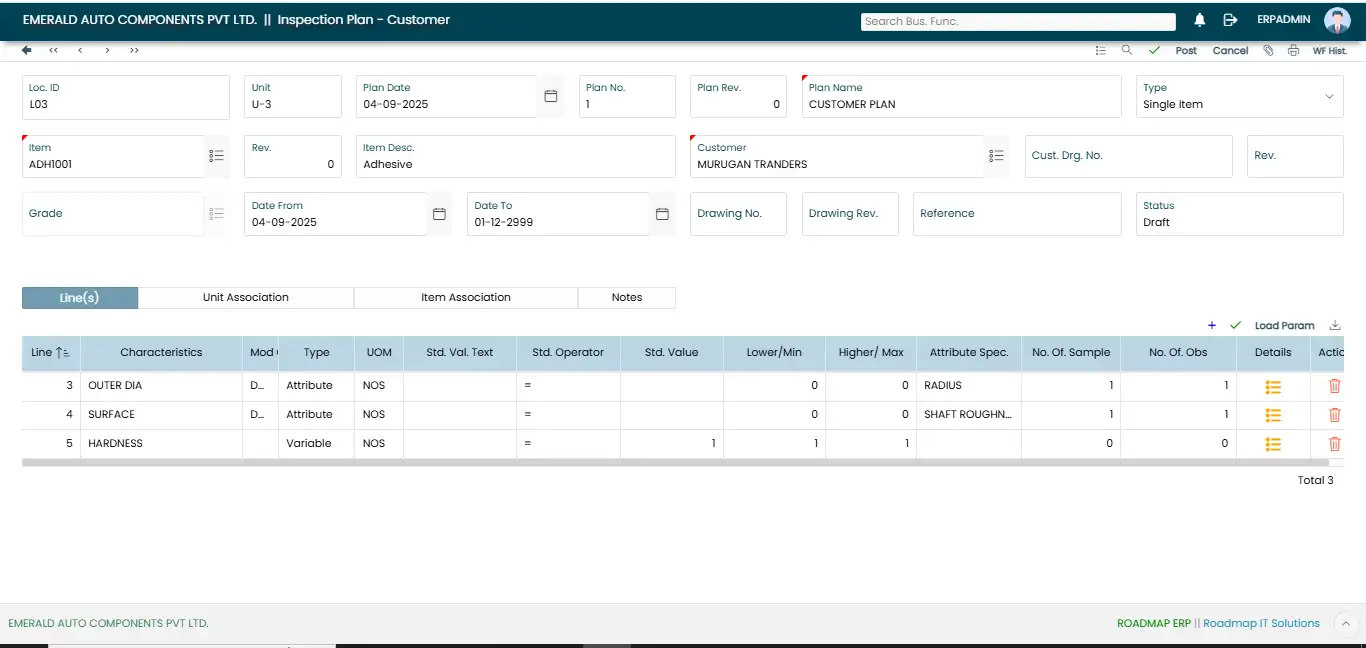 EMERALD AUTO COMPONENTS PVT LTD. || Inspection Plan - Customer
Search Bus. Func.
ERPADMIN
<< < > >>
Post Cancel WF Hist.
Loc. ID Unit Plan Date Plan No. Plan Rev. Plan Name Type
L03 U-3 04-09-2025 1 0 CUSTOMER PLAN Single Item
Item Rev. Item Desc. Customer Cust. Drg. No. Rev.
ADH1001 0 Adhesive MURUGAN TRANDERS
Grade Date From Date To Drawing No. Drawing Rev. Reference Status
04-09-2025 01-12-2999 Draft
Line(s) Unit Association Item Association Notes
+ Load Param
Line Characteristics Mod Type UOM Std. Val. Text Std. Operator Std. Value Lower/Min Higher/ Max Attribute Spec. No. Of. Sample No. Of. Obs Details Actic
3 OUTER DIA D... Attribute NOS = 0 0 RADIUS 1 1
4 SURFACE D... Attribute NOS = 0 0 SHAFT ROUGHN... 1 1
5 HARDNESS Variable NOS = 1 1 1 0 0
Total 3
EMERALD AUTO COMPONENTS PVT LTD.
ROADMAP ERP || Roadmap IT Solutions